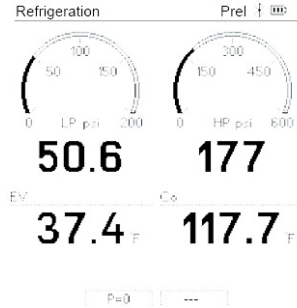 Refrigeration Prel
100 300
50 150 150 450
0 LP psi 200 0 HP psi 600
50.6 177
EV Co
37.4 °F 117.7 °F
P=0 ---